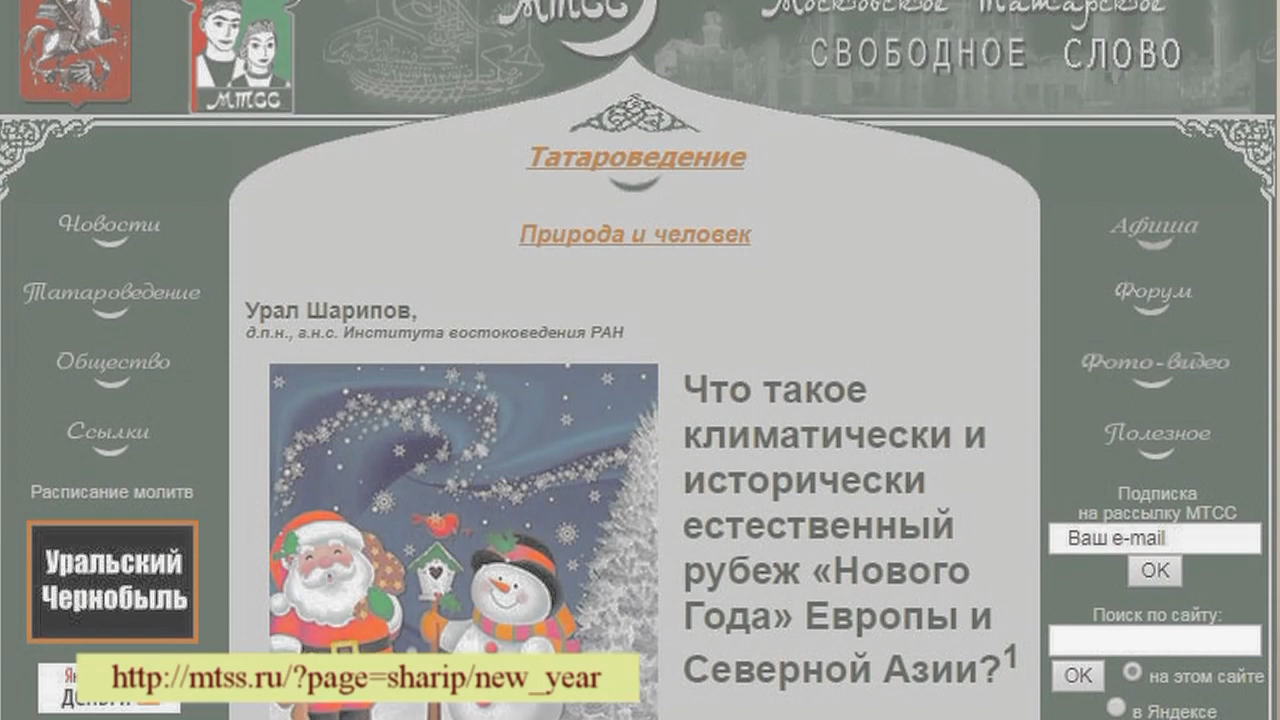 МТСС
МТСС
Московское Татарское
СВОБОДНОЕ СЛОВО
Татароведение
Природа и человек
Новости
Татароведение
Общество
Ссылки
Расписание молитв
Уральский
Чернобыль
Урал Шарипов,
д.п.н., в.н.с. Института востоковедения РАН
Что такое
климатически и
исторически
естественный
рубеж «Нового
Года» Европы и
Северной Азии?1
Афиша
Форум
Фото-видео
Полезное
Подписка
на рассылку МТСС
Ваш e-mail
OK
Поиск по сайту:
OK
на этом сайте
в Яндексе
http://mtss.ru/?page=sharip/new_year